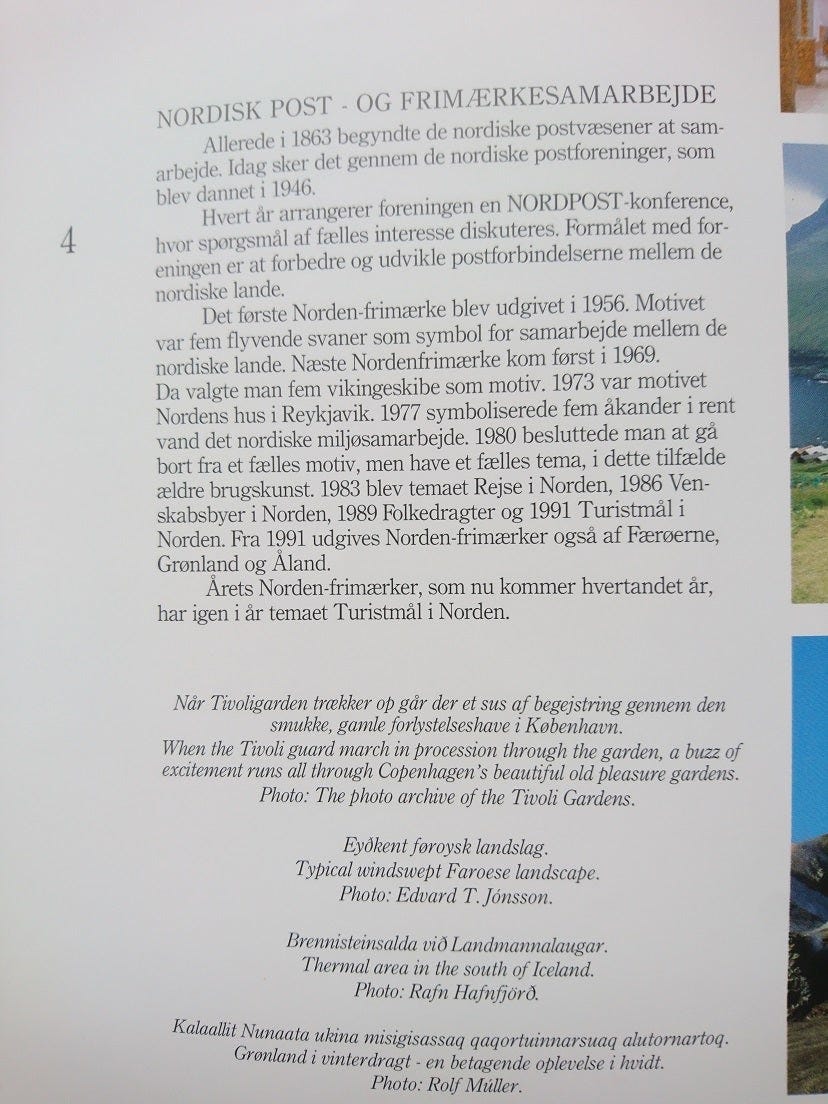 NORDISK POST - OG FRIMÆRKESAMARBEJDE
Allerede i 1863 begyndte de nordiske postvæsener at sam-
arbejde. Idag sker det gennem de nordiske postforeninger, som
blev dannet i 1946.
Hvert år arrangerer foreningen en NORDPOST-konference,
hvor spørgsmål af fælles interesse diskuteres. Formålet med for-
eningen er at forbedre og udvikle postforbindelserne mellem de
nordiske lande.
4
Det første Norden-frimærke blev udgivet i 1956. Motivet
var fem flyvende svaner som symbol for samarbejde mellem de
nordiske lande. Næste Nordenfrimærke kom først i 1969.
Da valgte man fem vikingeskibe som motiv. 1973 var motivet
Nordens hus i Reykjavik. 1977 symboliserede fem åkander i rent
vand det nordiske miljøsamarbejde. 1980 besluttede man at gå
bort fra et fælles motiv, men have et fælles tema, i dette tilfælde
ældre brugskunst. 1983 blev temaet Rejse i Norden, 1986 Ven-
skabsbyer i Norden, 1989 Folkedragter og 1991 Turistmål i
Norden. Fra 1991 udgives Norden-frimærker også af Færøerne,
Grønland og Åland.
Årets Norden-frimærker, som nu kommer hvertandet år,
har igen i år temaet Turistmål i Norden.
Når Tivoligarden trækker op går der et sus af begejstring gennem den
smukke, gamle forlystelseshave i København.
When the Tivoli guard march in procession through the garden, a buzz of
excitement runs all through Copenhagen's beautiful old pleasure gardens.
Photo: The photo archive of the Tivoli Gardens.
Eyðkent føroysk landslag.
Typical windswept Faroese landscape.
Photo: Edvard T. Jónsson.
Brennisteinsalda við Landmannalaugar.
Thermal area in the south of Iceland.
Photo: Rafn Hafnfjörð.
Kalaallit Nunaata ukina misigisassaq qaqortuinnarsuaq alutornartoq.
Grønland i vinterdragt - en betagende oplevelse i hvidt.
Photo: Rolf Múller.